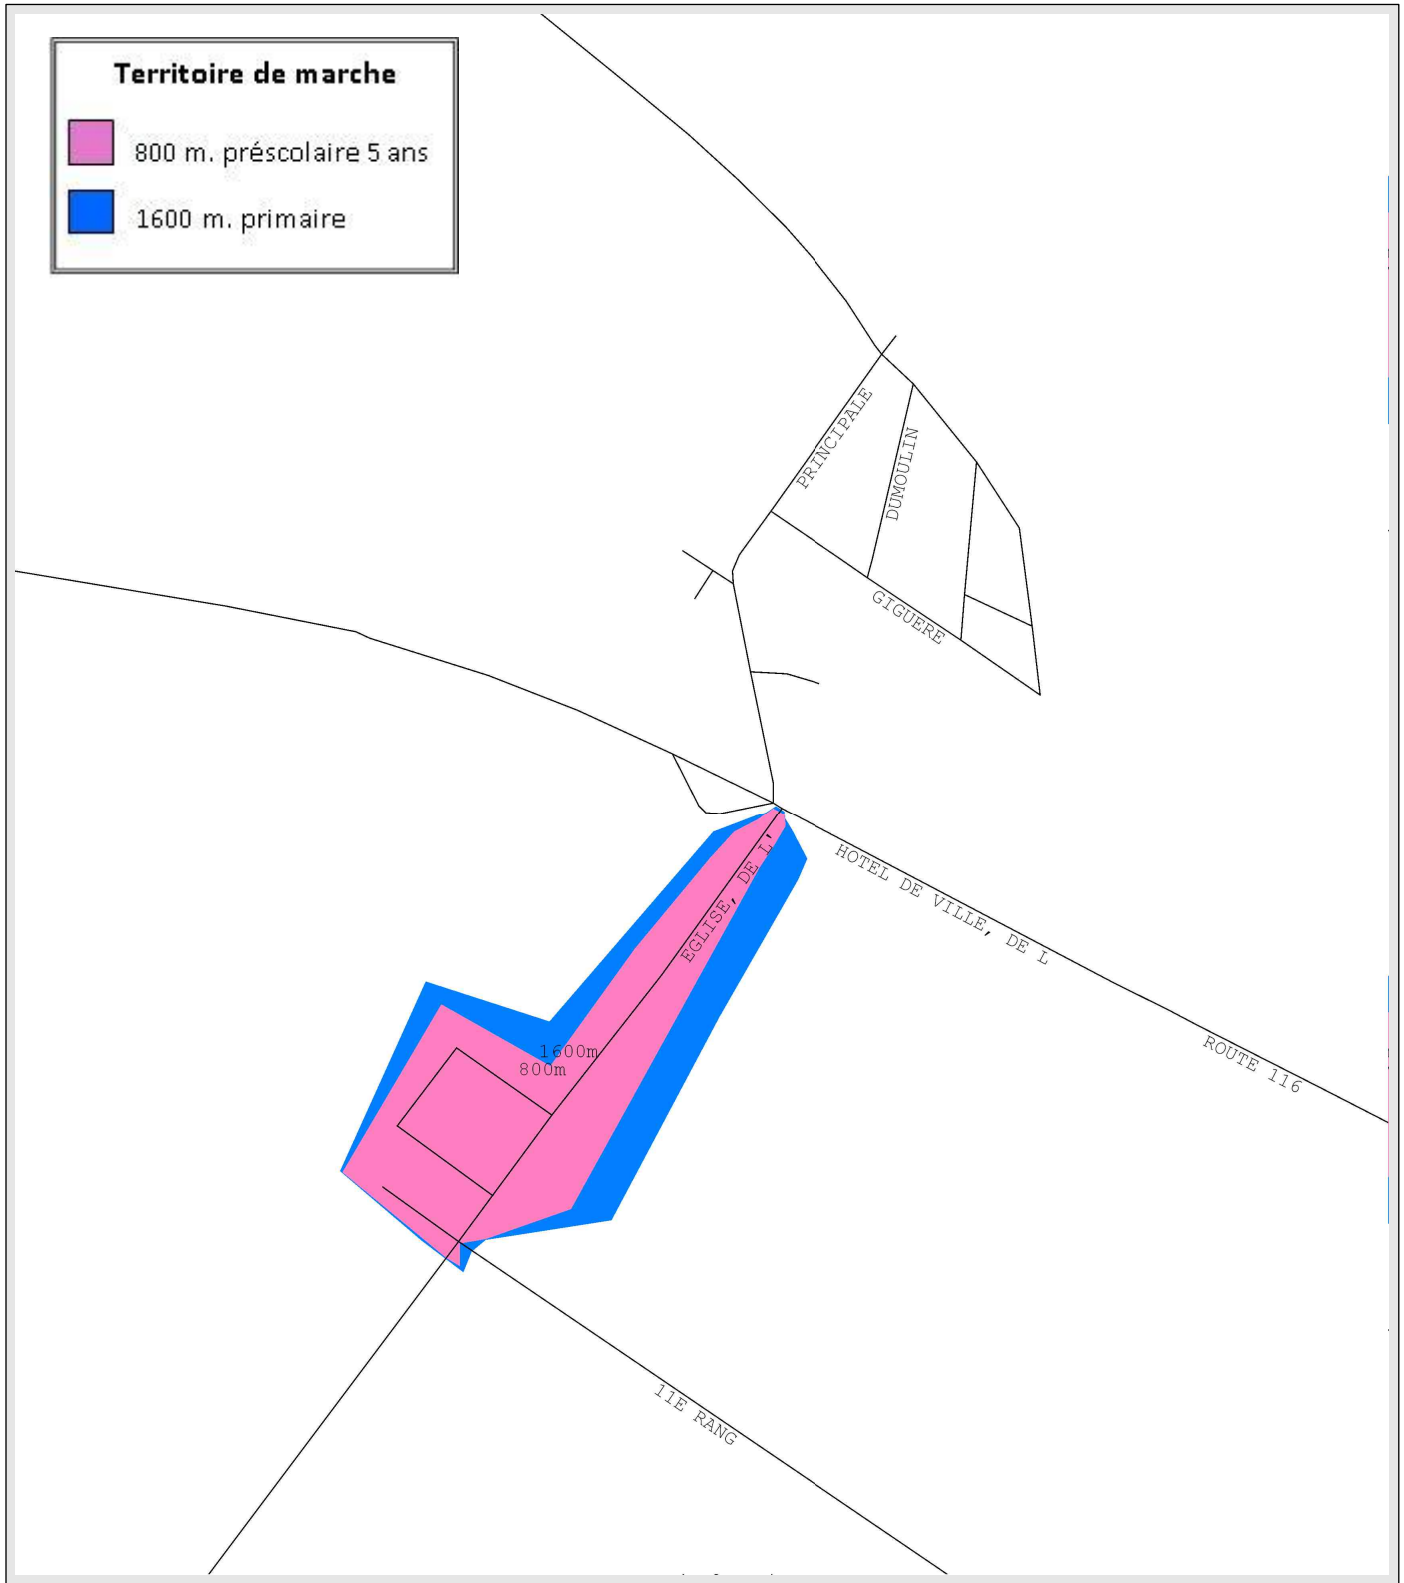 Territoire de marche
800 m. préscolaire 5 ans
1600 m. primaire
PRINCIPALE
DUMOULIN
GIGUERE
EGLISE, DE L'
HOTEL DE VILLE, DE L
ROUTE 116
1600m
800m
11E RANG